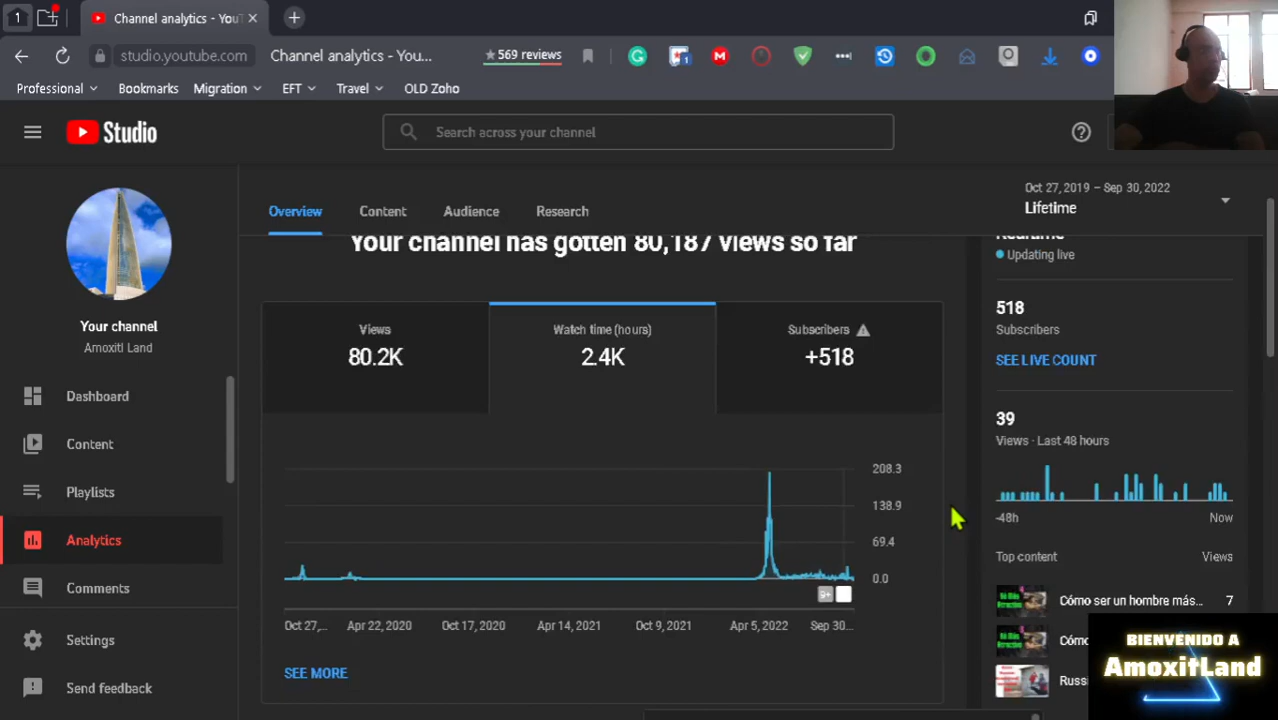 1
Channel analytics - YouT
studio.youtube.com
Channel analytics - You...
★569 reviews
1
Professional
Bookmarks
Migration
EFT
Travel
OLD Zoho
Studio
Search across your channel
Oct 27, 2019 – Sep 30, 2022
Lifetime
Overview
Content
Audience
Research
Your channel
Amoxitl Land
Dashboard
Content
Playlists
Analytics
Comments
Settings
Send feedback
Your channel has gotten 80,187 views so far
Views
80.2K
Watch time (hours)
2.4K
Subscribers
+518
208.3
138.9
69.4
0.0
9+
Oct 27,...
Apr 22, 2020
Oct 17, 2020
Apr 14, 2021
Oct 9, 2021
Apr 5, 2022
Sep 30...
SEE MORE
Realtime
Updating live
518
Subscribers
SEE LIVE COUNT
39
Views · Last 48 hours
-48h
Now
Top content
Views
Cómo ser un hombre más...
7
Cómo
Russ
BIENVENIDO A
AmoxitLand